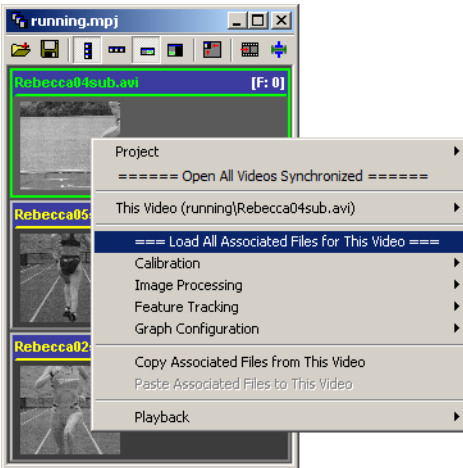 running.mpj
Rebecca04sub.avi [F: 0]
Project
====== Open All Videos Synchronized ======
This Video (running\Rebecca04sub.avi)
=== Load All Associated Files for This Video ===
Calibration
Image Processing
Feature Tracking
Graph Configuration
Copy Associated Files from This Video
Paste Associated Files to This Video
Playback
Rebecca05
Rebecca02